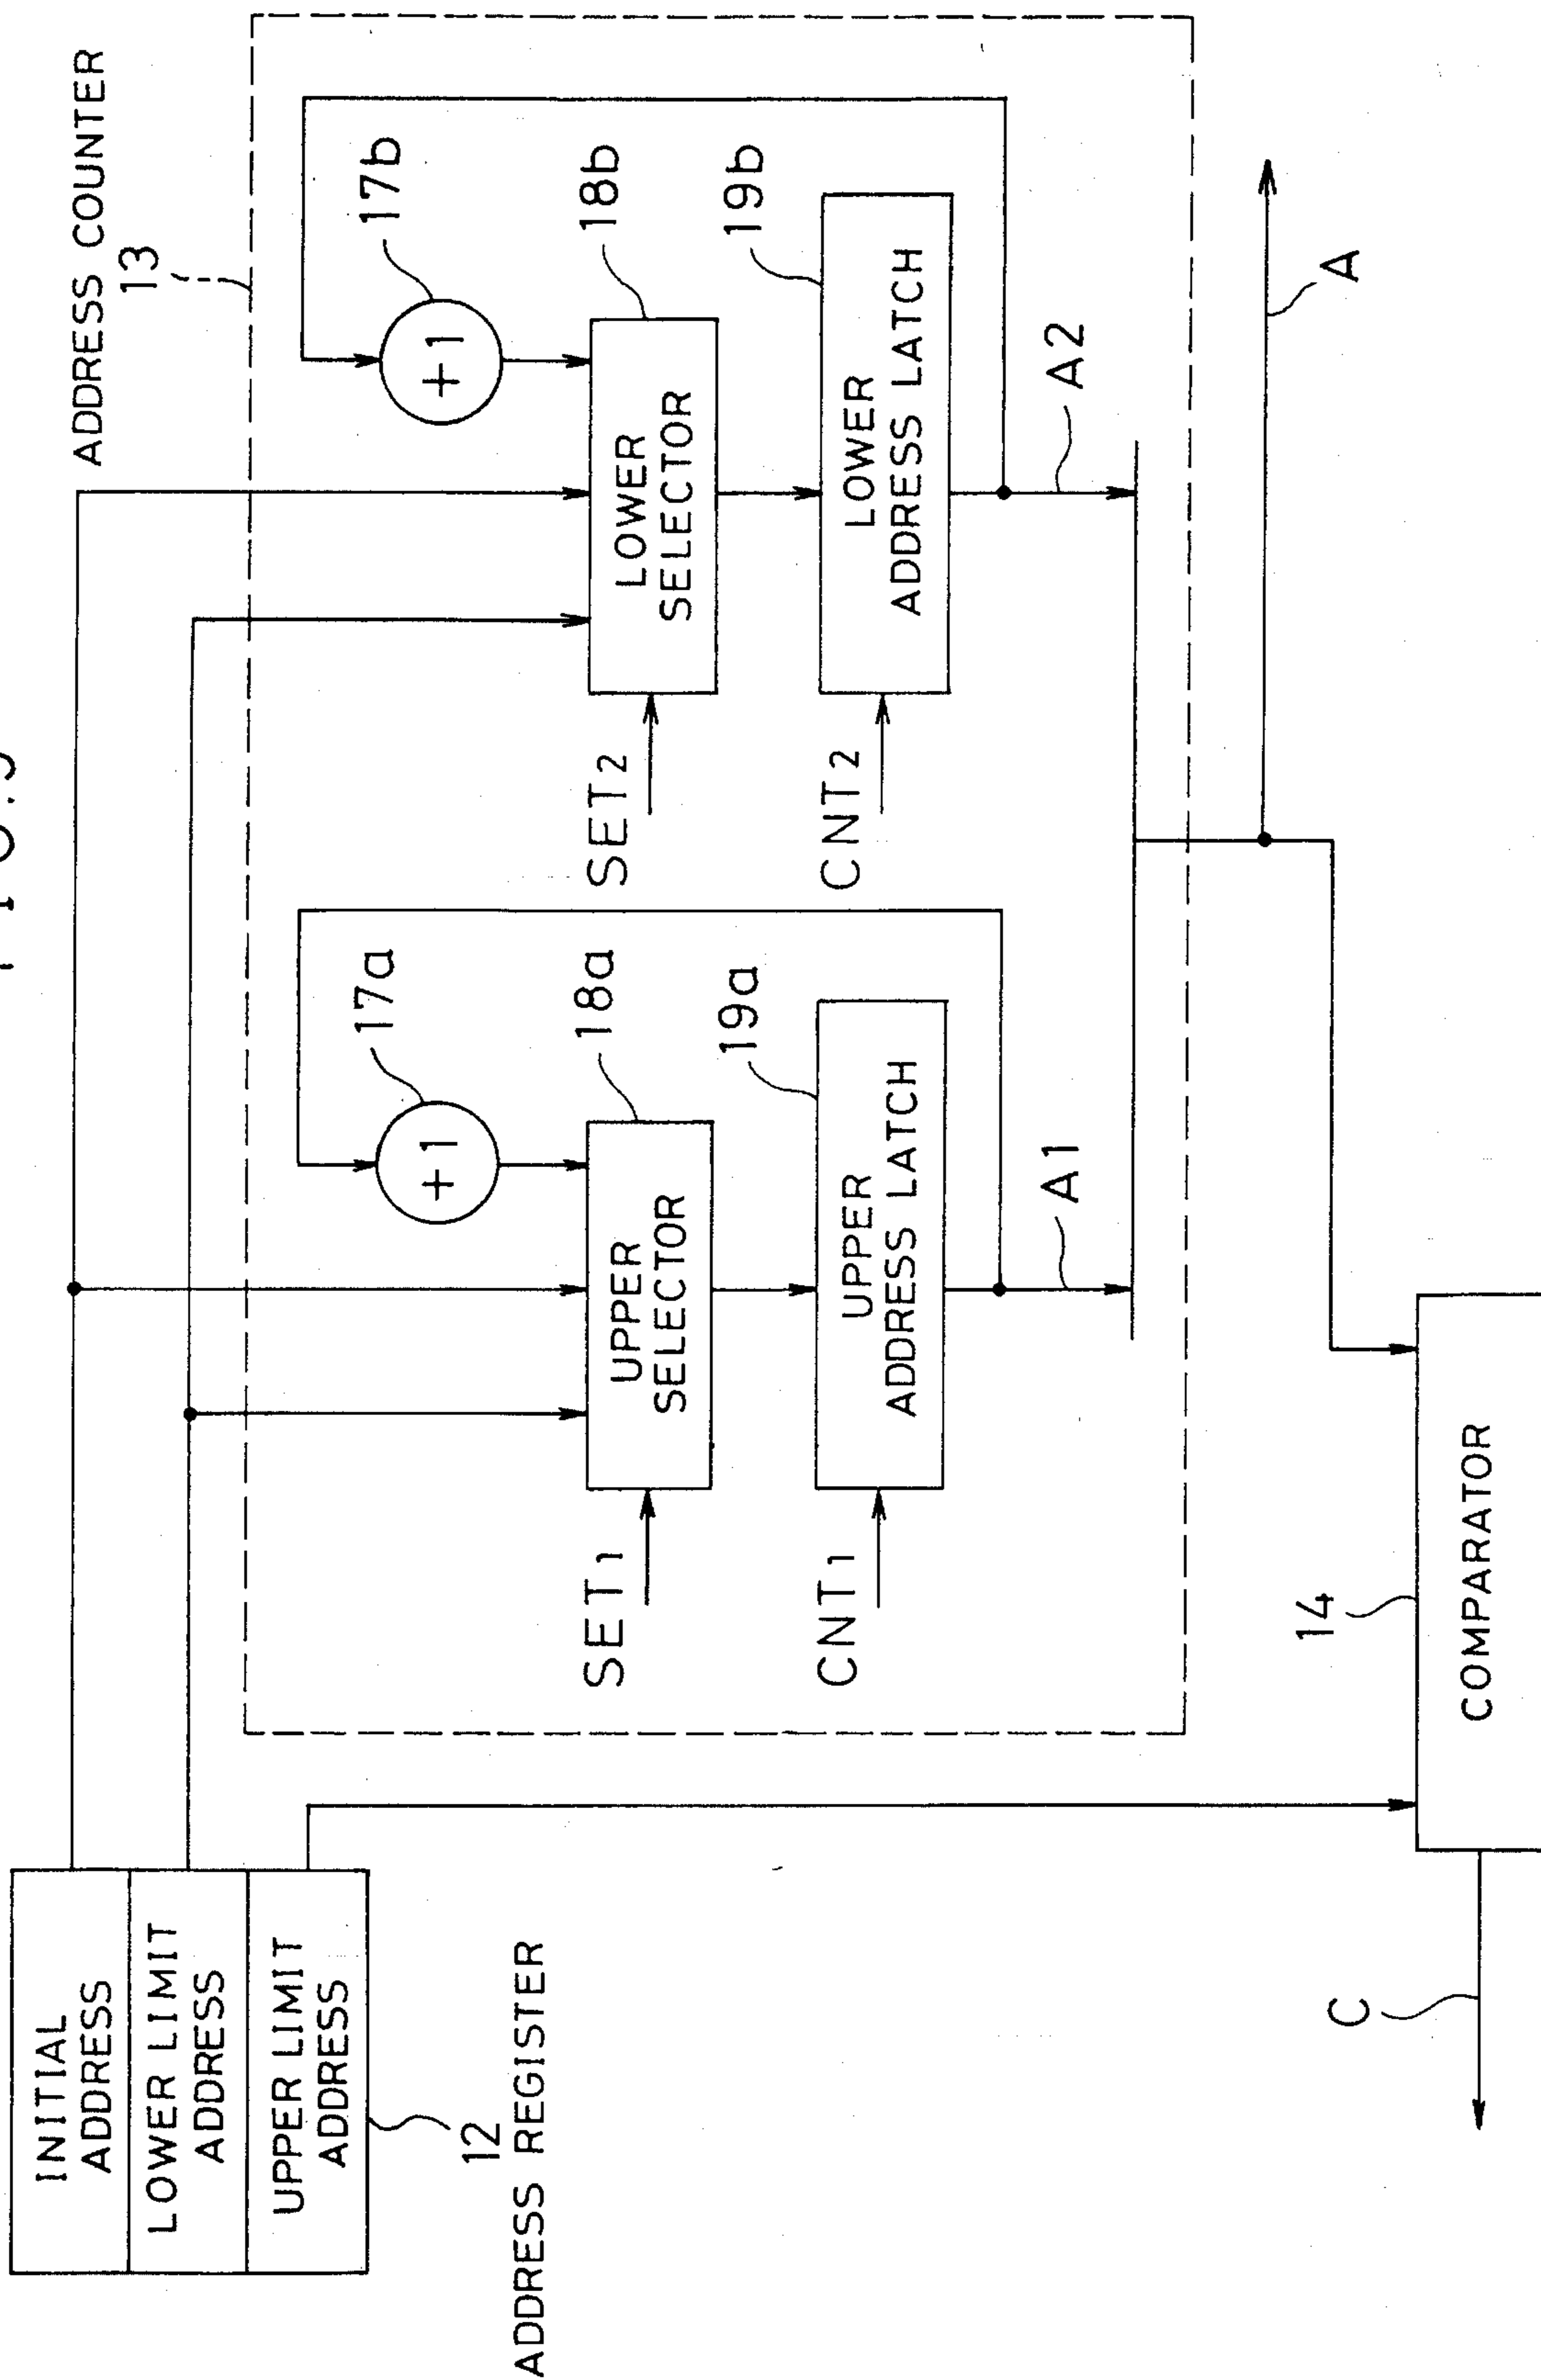 ADDRESS COUNTER
13
INITIAL
ADDRESS
LOWER LIMIT
ADDRESS
UPPER LIMIT
ADDRESS
12
ADDRESS REGISTER
17a
+1
17b
+1
UPPER
SELECTOR
18a
SET1
LOWER
SELECTOR
18b
SET2
UPPER
ADDRESS LATCH
19a
CNT1
LOWER
ADDRESS LATCH
19b
CNT2
A1
A2
A
14
COMPARATOR
C